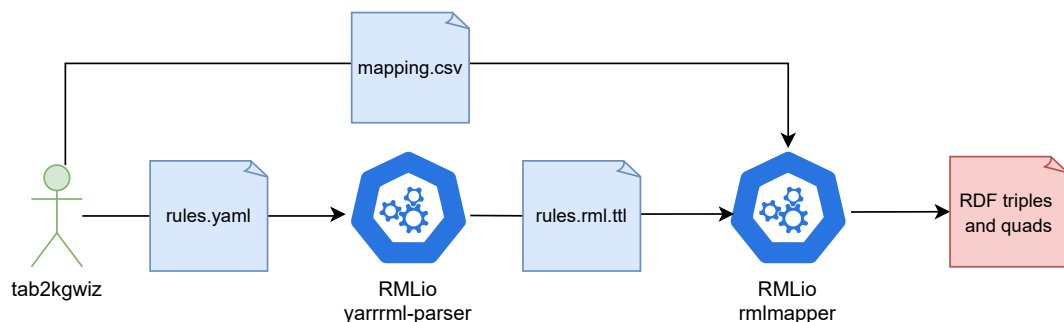 mapping.csv
rules.yaml
rules.rml.ttl
RDF triples
and quads
tab2kgwiz
RMLio
yarrrml-parser
RMLio
rmlmapper